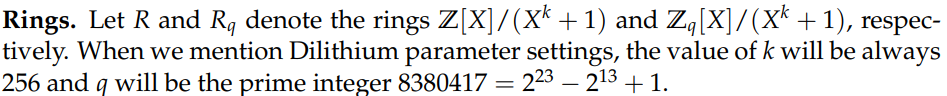 Rings. Let R and R_q denote the rings ℤ[X]/(X^k + 1) and ℤ_q[X]/(X^k + 1), respec-
tively. When we mention Dilithium parameter settings, the value of k will be always
256 and q will be the prime integer 8380417 = 2^23 − 2^13 + 1.